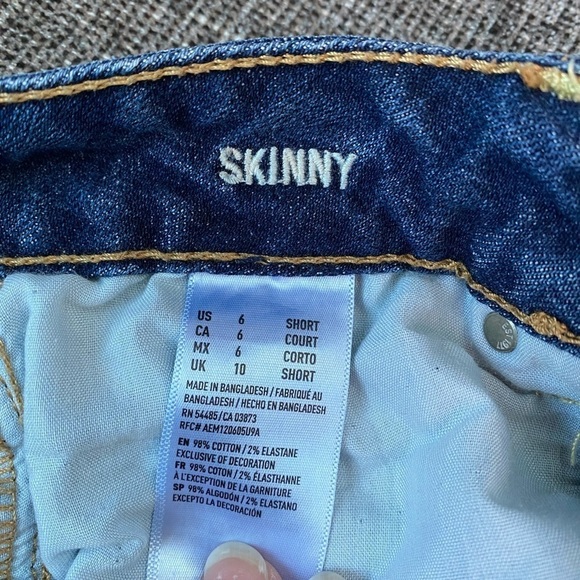 SKINNY
US 6 SHORT
CA 6 COURT
MX 6 CORTO
UK 10 SHORT
MADE IN BANGLADESH / FABRIQUÉ AU
BANGLADESH / HECHO EN BANGLADESH
RN 54485/CA 03873
RFC# AEM120605U9A
EN 98% COTTON / 2% ELASTANE
EXCLUSIVE OF DECORATION
FR 98% COTON / 2% ÉLASTHANNE
À L'EXCEPTION DE LA GARNITURE
SP 98% ALGODÓN / 2% ELASTANO
EXCEPTO LA DECORACIÓN